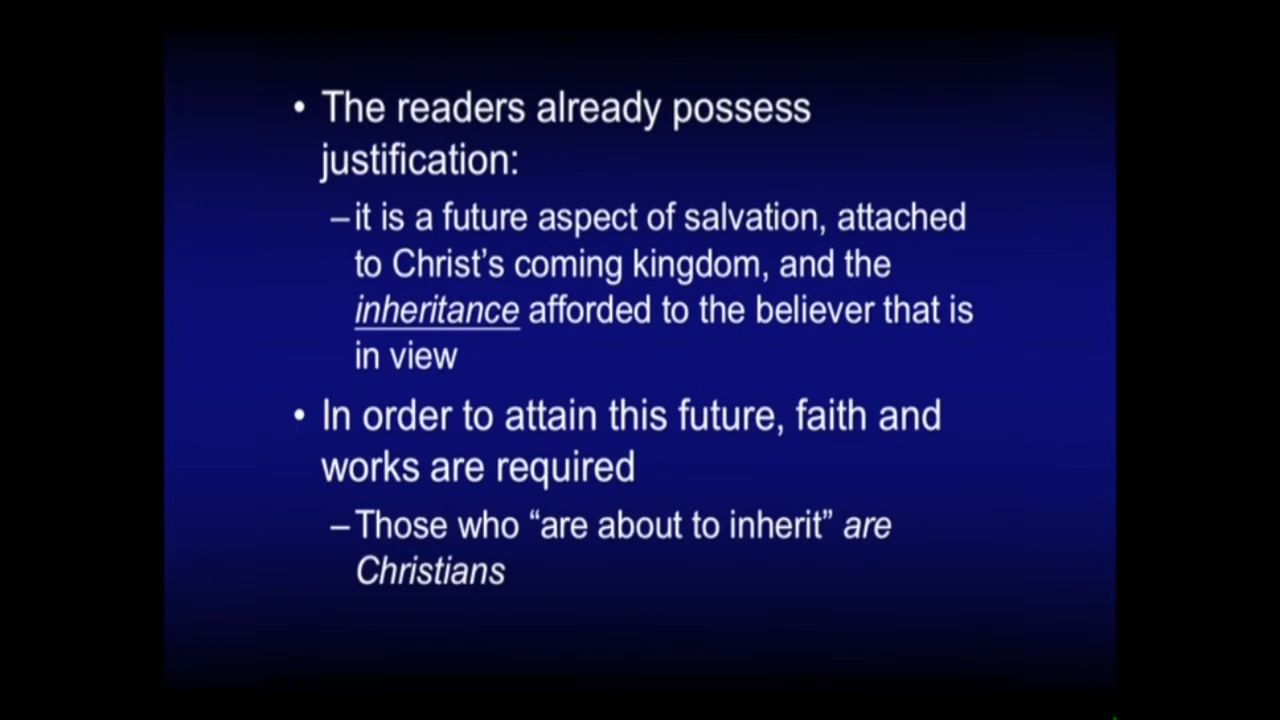 • The readers already possess
justification:
–it is a future aspect of salvation, attached
to Christ’s coming kingdom, and the
inheritance afforded to the believer that is
in view
• In order to attain this future, faith and
works are required
–Those who “are about to inherit” are
Christians